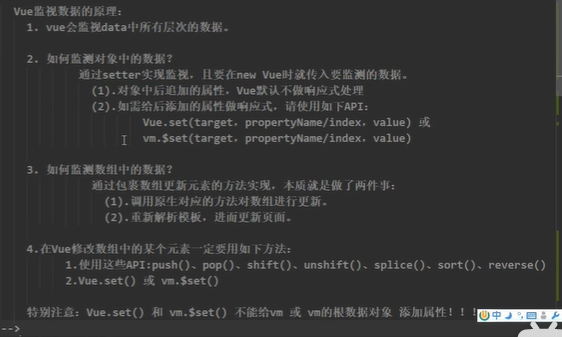 Vue监视数据的原理：
1. vue会监视data中所有层次的数据。
2. 如何监测对象中的数据？
通过setter实现监视，且要在new Vue时就传入要监测的数据。
(1).对象中后追加的属性，Vue默认不做响应式处理
(2).如需给后添加的属性做响应式，请使用如下API：
Vue.set(target，propertyName/index，value) 或
vm.$set(target，propertyName/index，value)
3. 如何监测数组中的数据？
通过包裹数组更新元素的方法实现，本质就是做了两件事：
(1).调用原生对应的方法对数组进行更新。
(2).重新解析模板，进而更新页面。
4.在Vue修改数组中的某个元素一定要用如下方法：
1.使用这些API:push()、pop()、shift()、unshift()、splice()、sort()、reverse()
2.Vue.set() 或 vm.$set()
特别注意：Vue.set() 和 vm.$set() 不能给vm 或 vm的根数据对象 添加属性！！！
中
-->